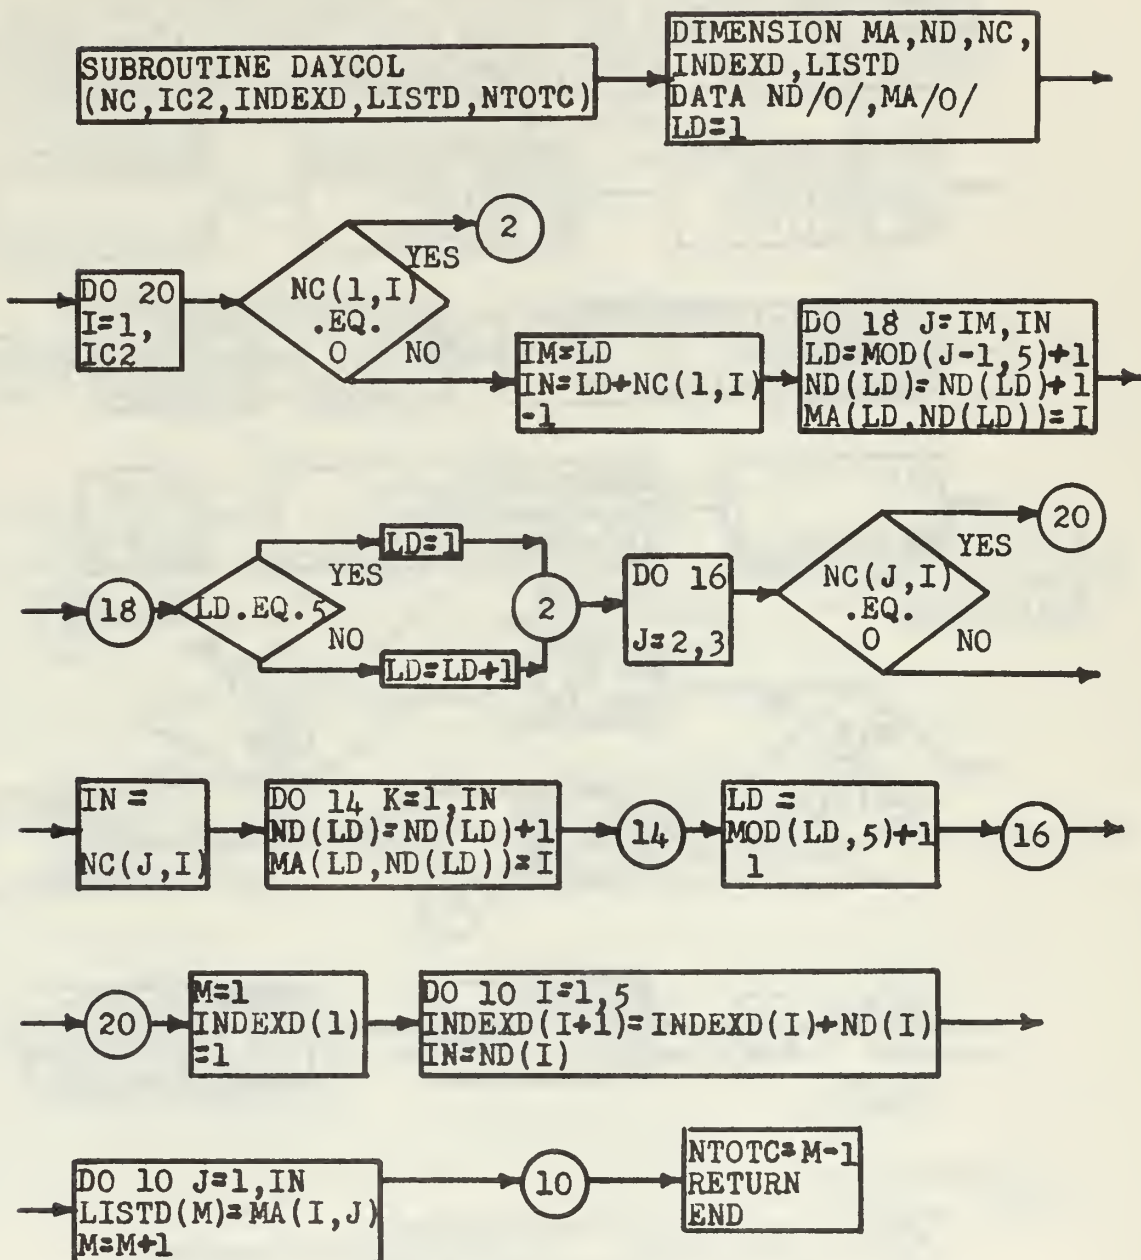 SUBROUTINE DAYCOL
(NC,IC2,INDEXD,LISTD,NTOTC)
DIMENSION MA,ND,NC,
INDEXD,LISTD
DATA ND/0/,MA/0/
LD=1
DO 20
I=1,
IC2
NC(1,I)
.EQ.
0
YES
2
NO
IM=LD
IN=LD+NC(1,I)
-1
DO 18 J=IM,IN
LD=MOD(J-1,5)+1
ND(LD)=ND(LD)+1
MA(LD,ND(LD))=I
18
LD.EQ.5
YES
LD=1
NO
LD=LD+1
2
DO 16
J=2,3
NC(J,I)
.EQ.
0
YES
20
NO
IN =
NC(J,I)
DO 14 K=1,IN
ND(LD)=ND(LD)+1
MA(LD,ND(LD))=I
14
LD =
MOD(LD,5)+1
1
16
20
M=1
INDEXD(1)
=1
DO 10 I=1,5
INDEXD(I+1)=INDEXD(I)+ND(I)
IN=ND(I)
DO 10 J=1,IN
LISTD(M)=MA(I,J)
M=M+1
10
NTOTC=M-1
RETURN
END